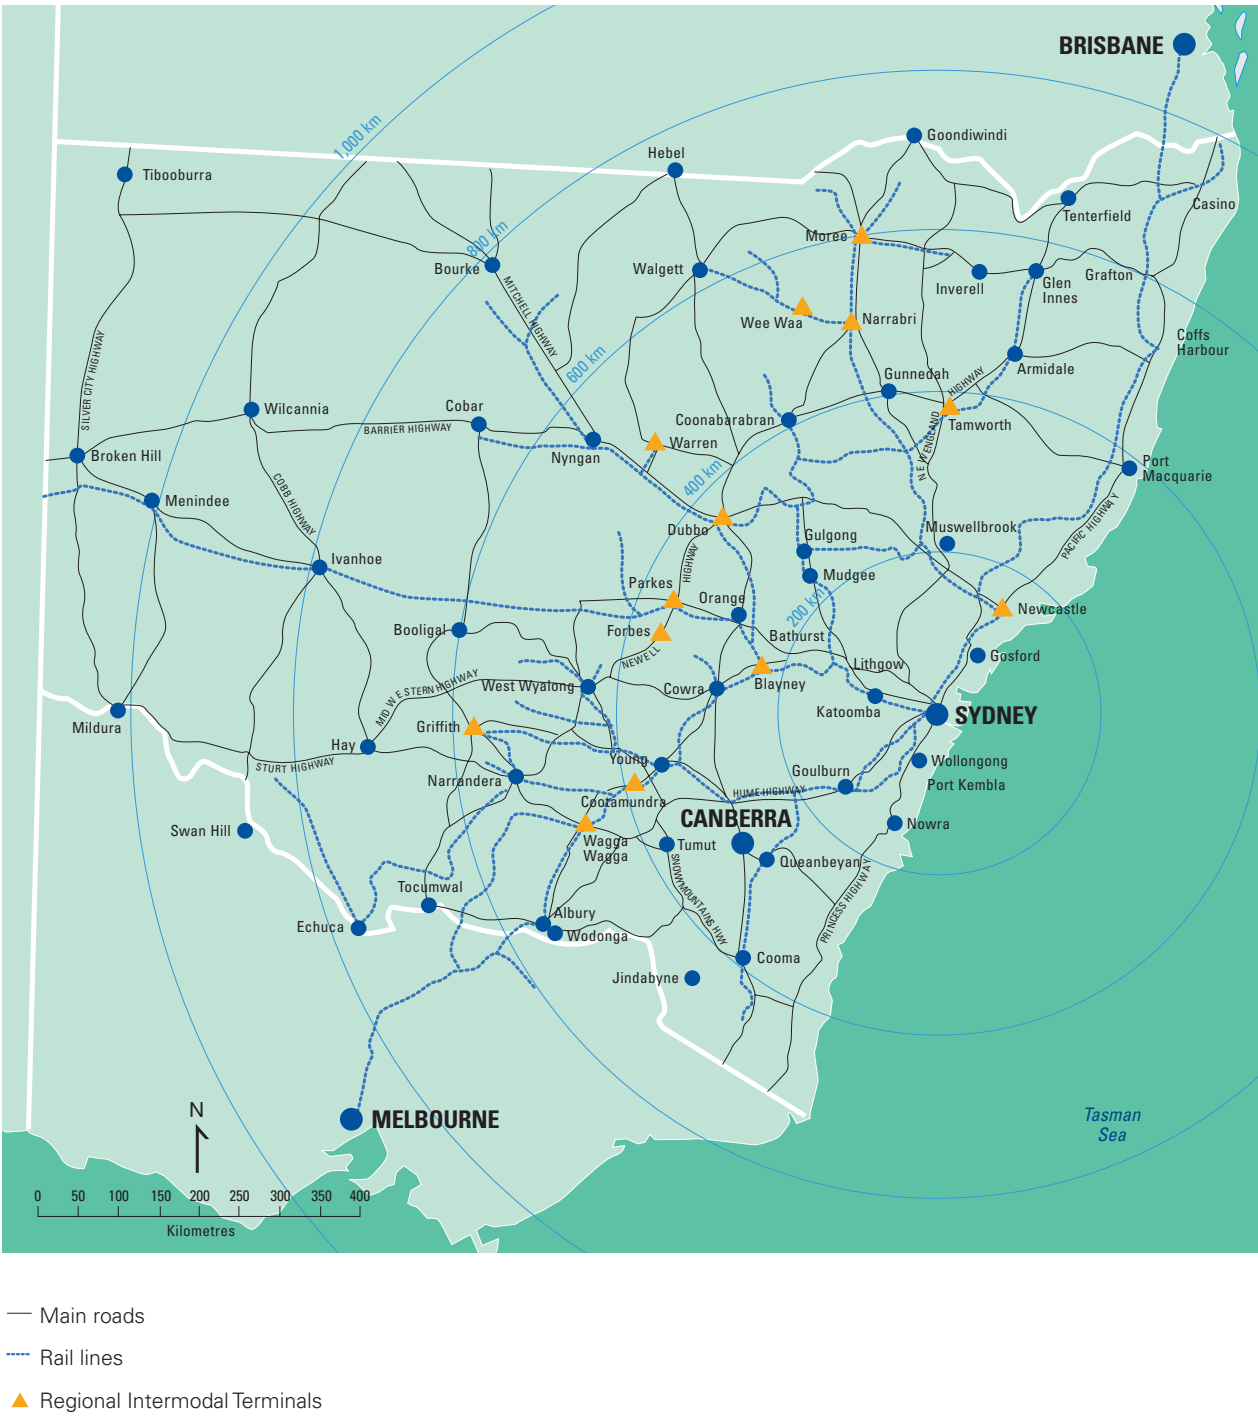 BRISBANE
1,000 km
Goondiwindi
Hebel
Tibooburra
Casino
Tenterfield
800 km
Moree
Bourke
Walgett
Inverell
Glen
Innes
Grafton
MITCHELL HIGHWAY
Wee Waa
Narrabri
Coffs
Harbour
SILVER CITY HIGHWAY
600 km
Armidale
Gunnedah
HIGHWAY
Wilcannia
Cobar
BARRIER HIGHWAY
Coonabarabran
Tamworth
NEW ENGLAND
Warren
Nyngan
Broken Hill
400 km
Port
Macquarie
COBB HIGHWAY
Menindee
PACIFIC HIGHWAY
Dubbo
Gulgong
Muswellbrook
Ivanhoe
HIGHWAY
Mudgee
Parkes
Orange
200 km
Newcastle
Booligal
Forbes
Bathurst
NEWELL
Lithgow
Gosford
MID WESTERN HIGHWAY
West Wyalong
Cowra
Blayney
Katoomba
SYDNEY
Mildura
Griffith
Hay
STURT HIGHWAY
Young
Wollongong
Narrandera
Goulburn
Port Kembla
HUME HIGHWAY
Cootamundra
CANBERRA
Swan Hill
Nowra
Wagga
Wagga
Tumut
Queanbeyan
SNOWY MOUNTAINS HWY
PRINCESS HIGHWAY
Tocumwal
Albury
Echuca
Wodonga
Cooma
Jindabyne
MELBOURNE
N
Tasman
Sea
0 50 100 150 200 250 300 350 400
Kilometres
Main roads
Rail lines
Regional Intermodal Terminals